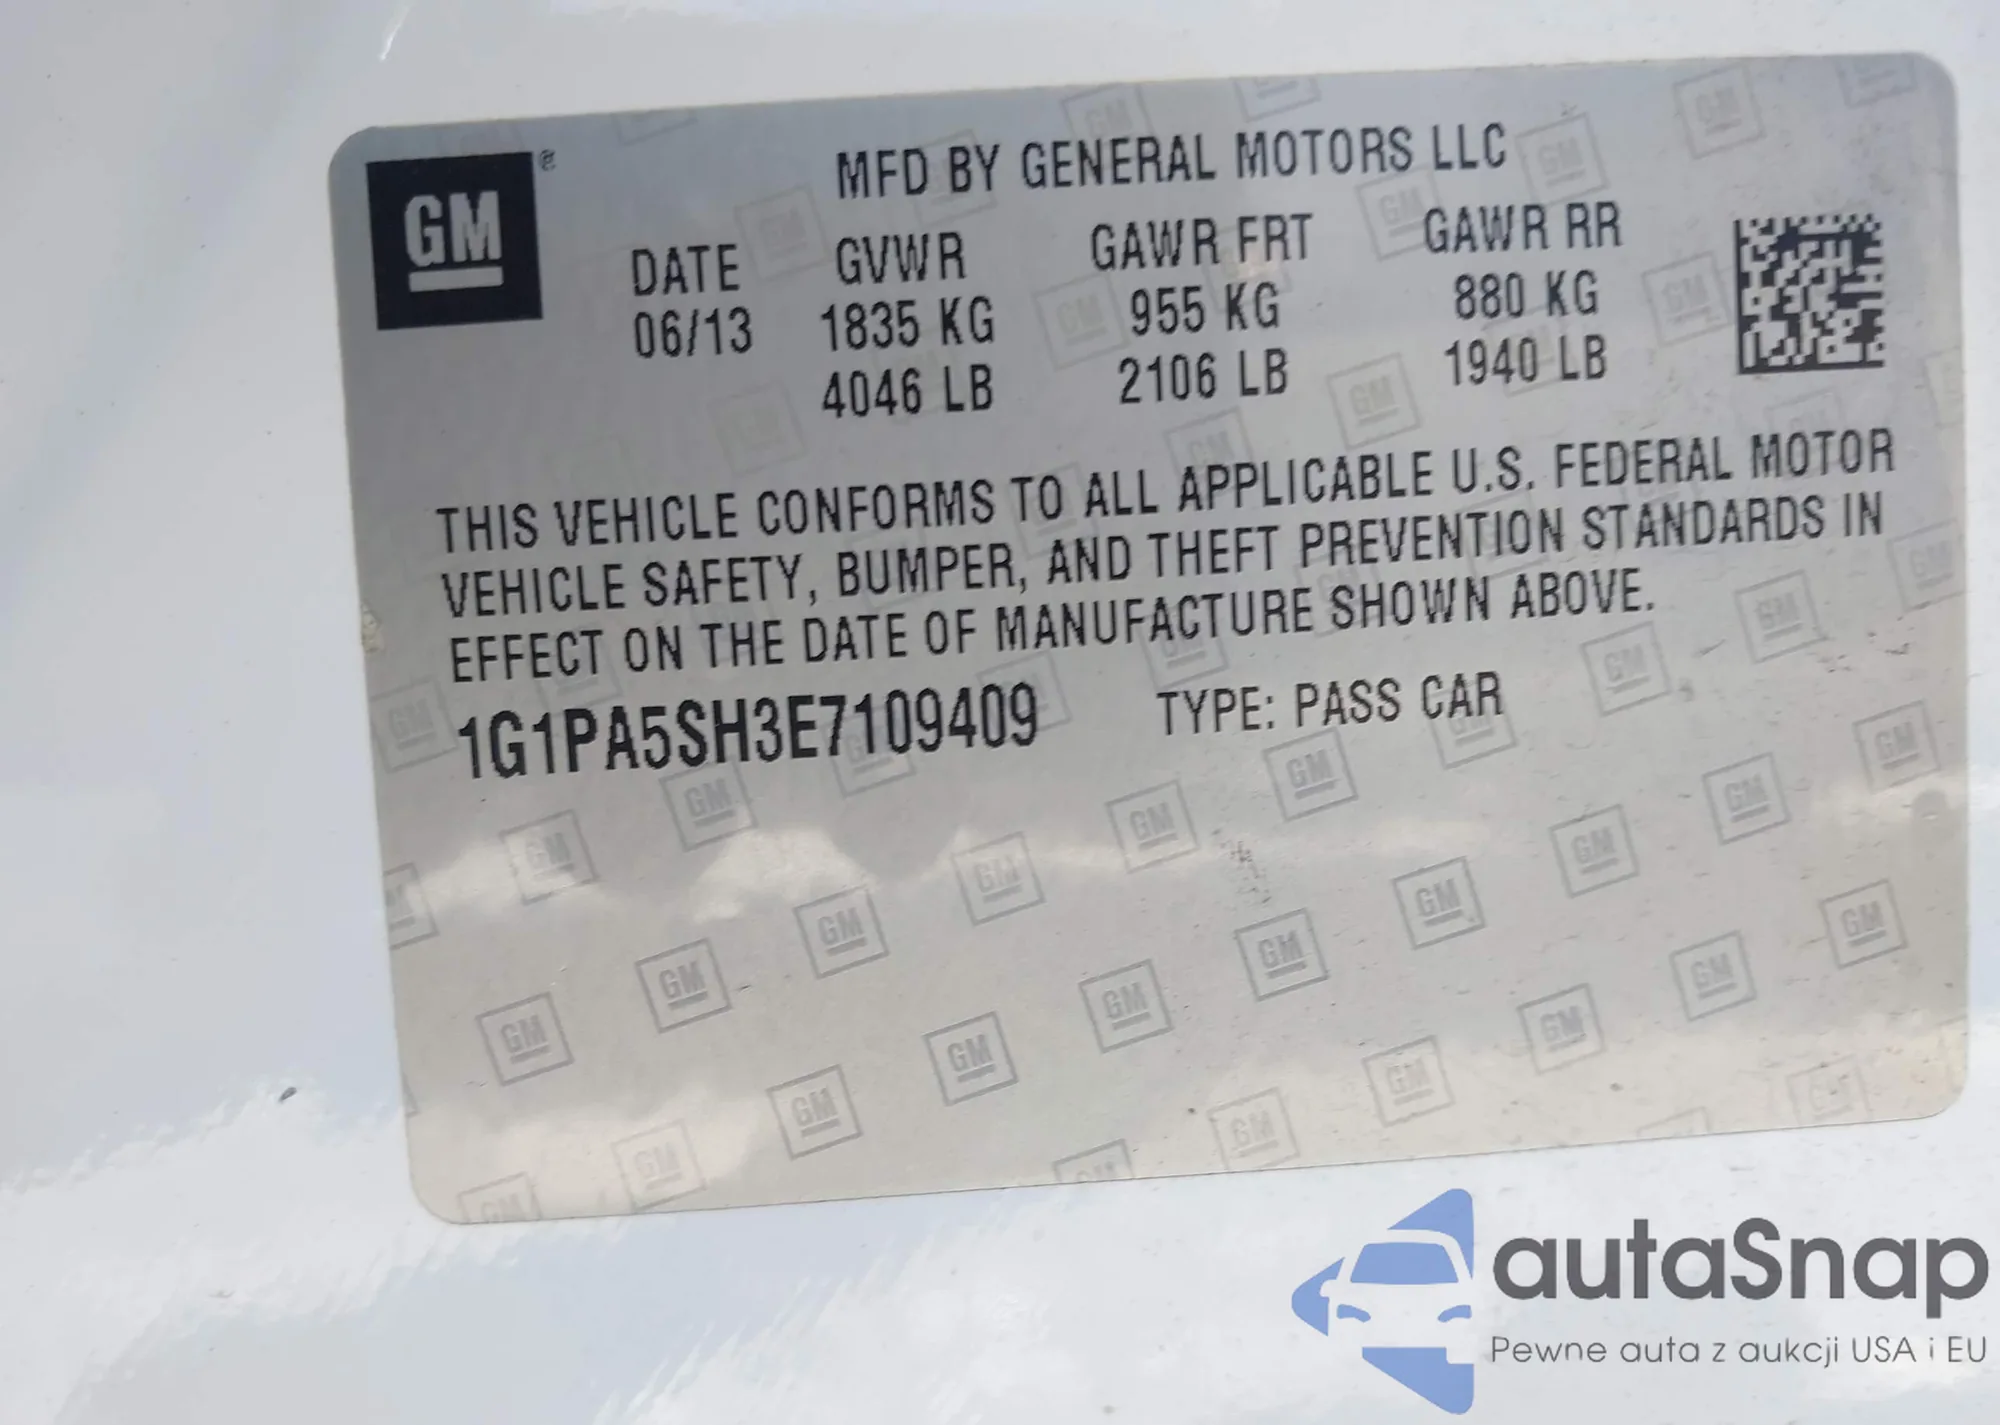 GM ®
MFD BY GENERAL MOTORS LLC
DATE GVWR GAWR FRT GAWR RR
06/13 1835 KG 955 KG 880 KG
4046 LB 2106 LB 1940 LB
THIS VEHICLE CONFORMS TO ALL APPLICABLE U.S. FEDERAL MOTOR
VEHICLE SAFETY, BUMPER, AND THEFT PREVENTION STANDARDS IN
EFFECT ON THE DATE OF MANUFACTURE SHOWN ABOVE.
1G1PA5SH3E7109409 TYPE: PASS CAR
autaSnap
Pewne auta z aukcji USA i EU